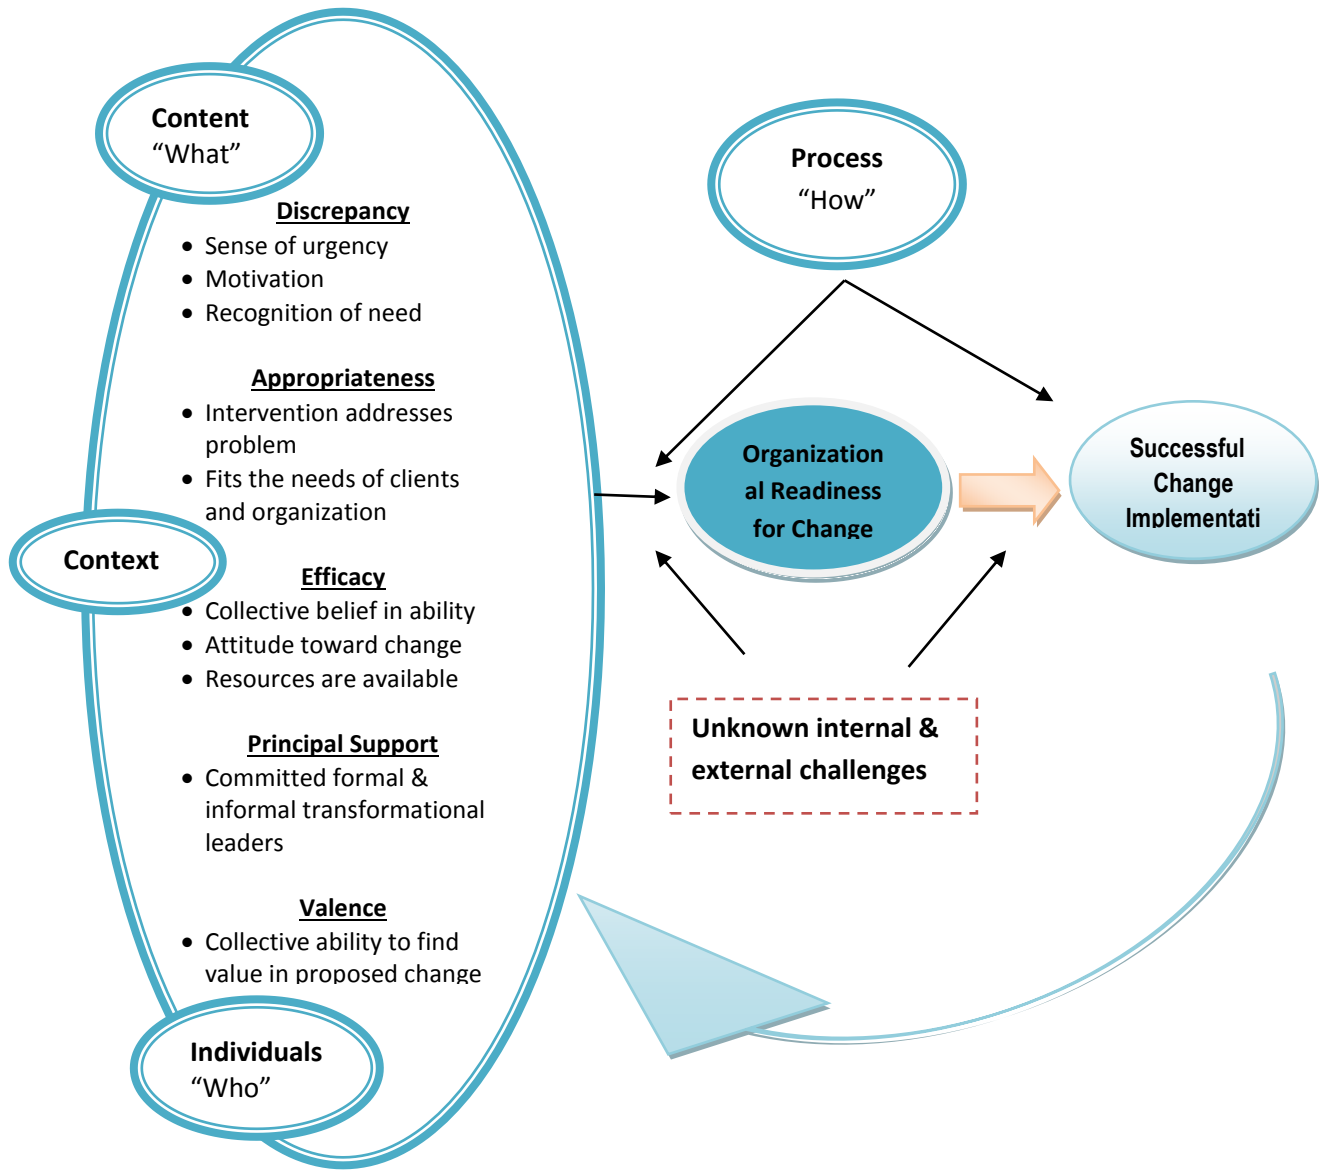 Content
“What”
Discrepancy
• Sense of urgency
• Motivation
• Recognition of need
Appropriateness
• Intervention addresses
problem
• Fits the needs of clients
and organization
Context
Efficacy
• Collective belief in ability
• Attitude toward change
• Resources are available
Principal Support
• Committed formal &
informal transformational
leaders
Valence
• Collective ability to find
value in proposed change
Individuals
“Who”
Process
“How”
Organization
al Readiness
for Change
Successful
Change
Implementati
Unknown internal &
external challenges